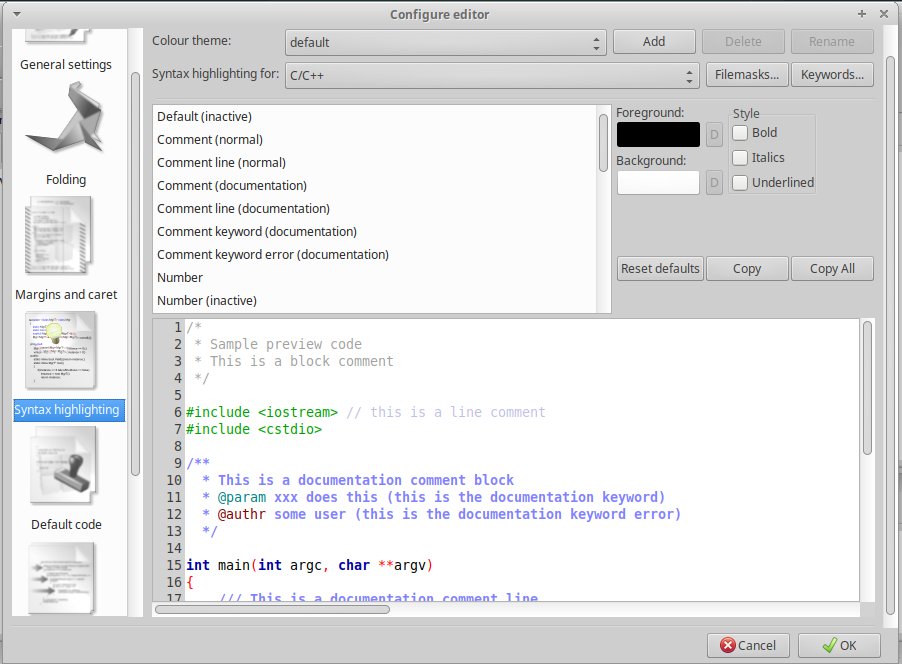 Configure editor
General settings
Folding
Margins and caret
Syntax highlighting
Default code
Colour theme:
default
Add
Delete
Rename
Syntax highlighting for:
C/C++
Filemasks...
Keywords...
Default (inactive)
Comment (normal)
Comment line (normal)
Comment (documentation)
Comment line (documentation)
Comment keyword (documentation)
Comment keyword error (documentation)
Number
Number (inactive)
Foreground:
D
Background:
D
Style
Bold
Italics
Underlined
Reset defaults
Copy
Copy All
1 /*
2  * Sample preview code
3  * This is a block comment
4  */
5
6 #include <iostream> // this is a line comment
7 #include <cstdio>
8
9 /**
10  * This is a documentation comment block
11  * @param xxx does this (this is the documentation keyword)
12  * @authr some user (this is the documentation keyword error)
13  */
14
15 int main(int argc, char **argv)
16 {
17     /// This is a documentation comment line
Cancel
OK